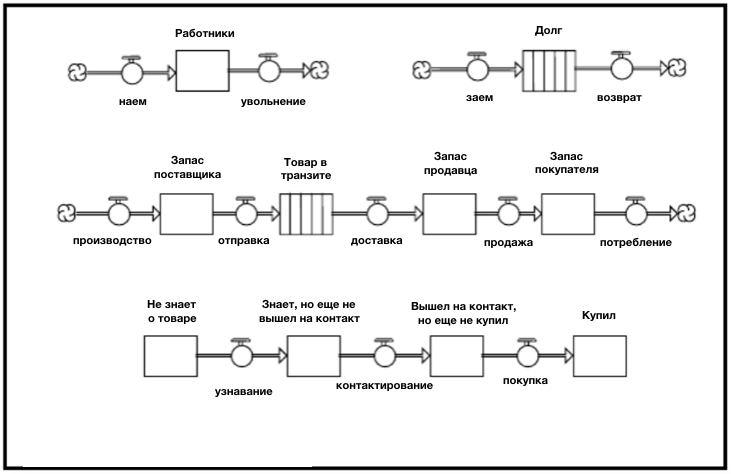 Работники
наем
увольнение
Долг
заем
возврат
Запас
поставщика
Товар в
транзите
Запас
продавца
Запас
покупателя
производство
отправка
доставка
продажа
потребление
Не знает
о товаре
Знает, но еще не
вышел на контакт
Вышел на контакт,
но еще не купил
Купил
узнавание
контактирование
покупка